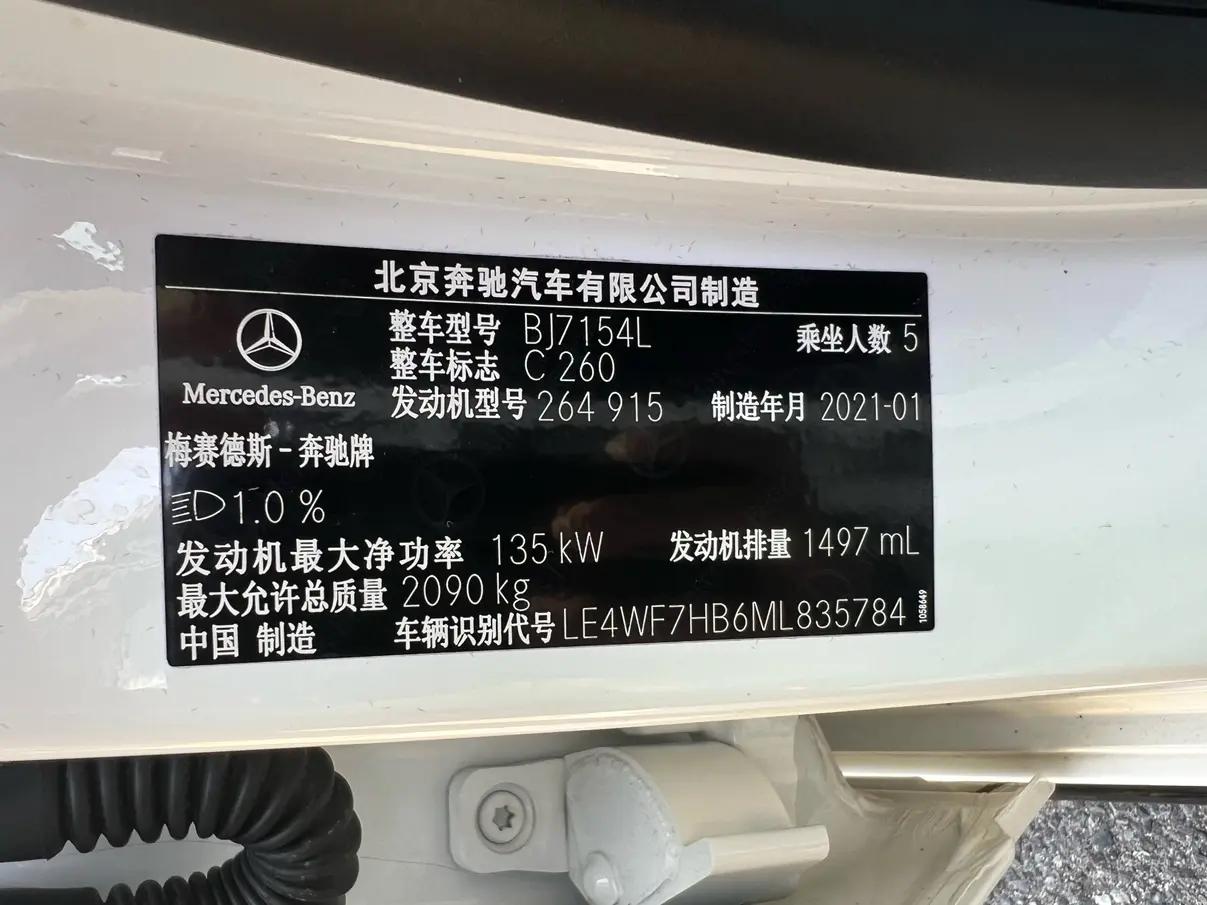 北京奔驰汽车有限公司制造
Mercedes-Benz
整车型号 BJ7154L 乘坐人数 5
整车标志 C 260
发动机型号 264 915 制造年月 2021-01
梅赛德斯-奔驰牌
1.0 %
发动机最大净功率 135 kW 发动机排量 1497 mL
最大允许总质量 2090 kg
中国 制造 车辆识别代号 LE4WF7HB6ML835784
1058649